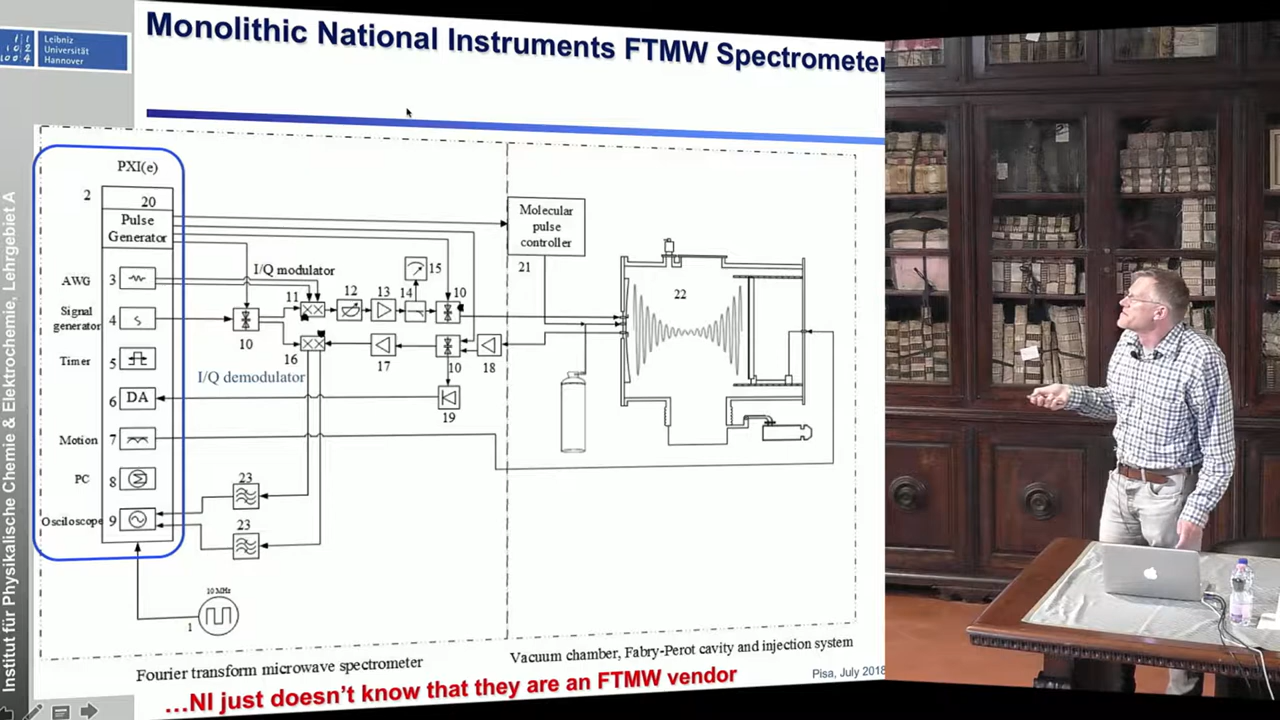 Monolithic National Instruments FTMW Spectrometer
Leibniz
Universität
Hannover
Institut für Physikalische Chemie & Elektrochemie, Lehrgebiet A
PXI(e)
2
20
Pulse
Generator
AWG
3
Signal
generator
4
Timer
5
6
DA
Motion
7
PC
8
Osciloscope
9
I/Q modulator
11
12
13
14
15
10
10
16
17
10
18
I/Q demodulator
19
23
23
10 MHz
1
Molecular
pulse
controller
21
22
Fourier transform microwave spectrometer
Vacuum chamber, Fabry-Perot cavity and injection system
…NI just doesn't know that they are an FTMW vendor
Pisa, July 2018